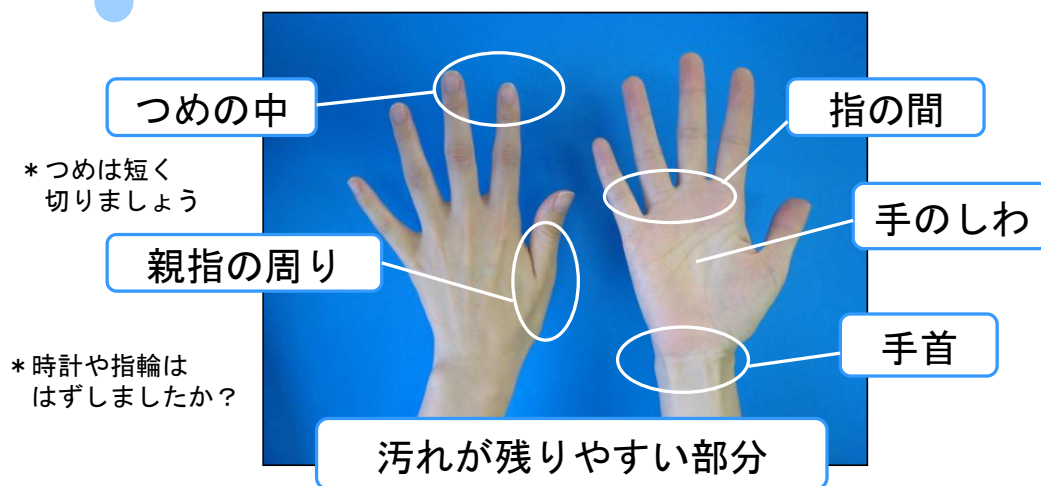 つめの中
＊つめは短く
切りましょう
親指の周り
＊時計や指輪は
はずしましたか？
指の間
手のしわ
手首
汚れが残りやすい部分